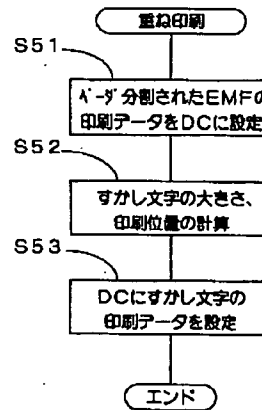 重ね印刷
S51
ページ分割されたEMFの
印刷データをDCに設定
S52
すかし文字の大きさ、
印刷位置の計算
S53
DCにすかし文字の
印刷データを設定
エンド